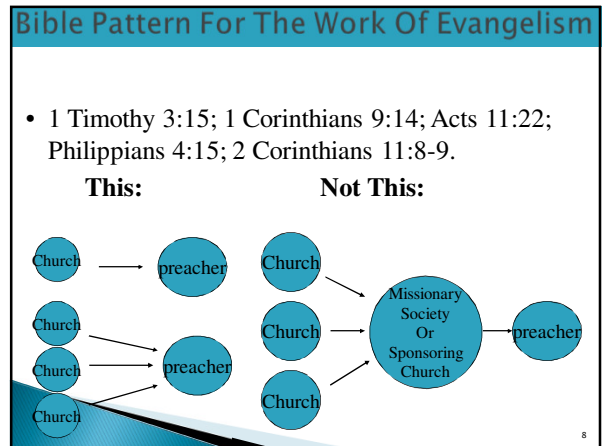 Bible Pattern For The Work Of Evangelism
• 1 Timothy 3:15; 1 Corinthians 9:14; Acts 11:22;
Philippians 4:15; 2 Corinthians 11:8-9.
This:
Church
preacher
Church
Church
Church
preacher
Not This:
Church
Church
Church
Missionary
Society
Or
Sponsoring
Church
preacher
8